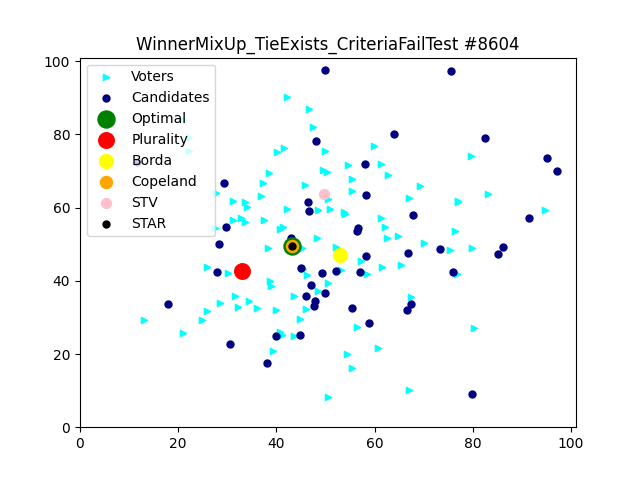 WinnerMixUp_TieExists_CriteriaFailTest #8604
100
80
60
40
20
0
Voters
Candidates
Optimal
Plurality
Borda
Copeland
STV
STAR
0 20 40 60 80 100